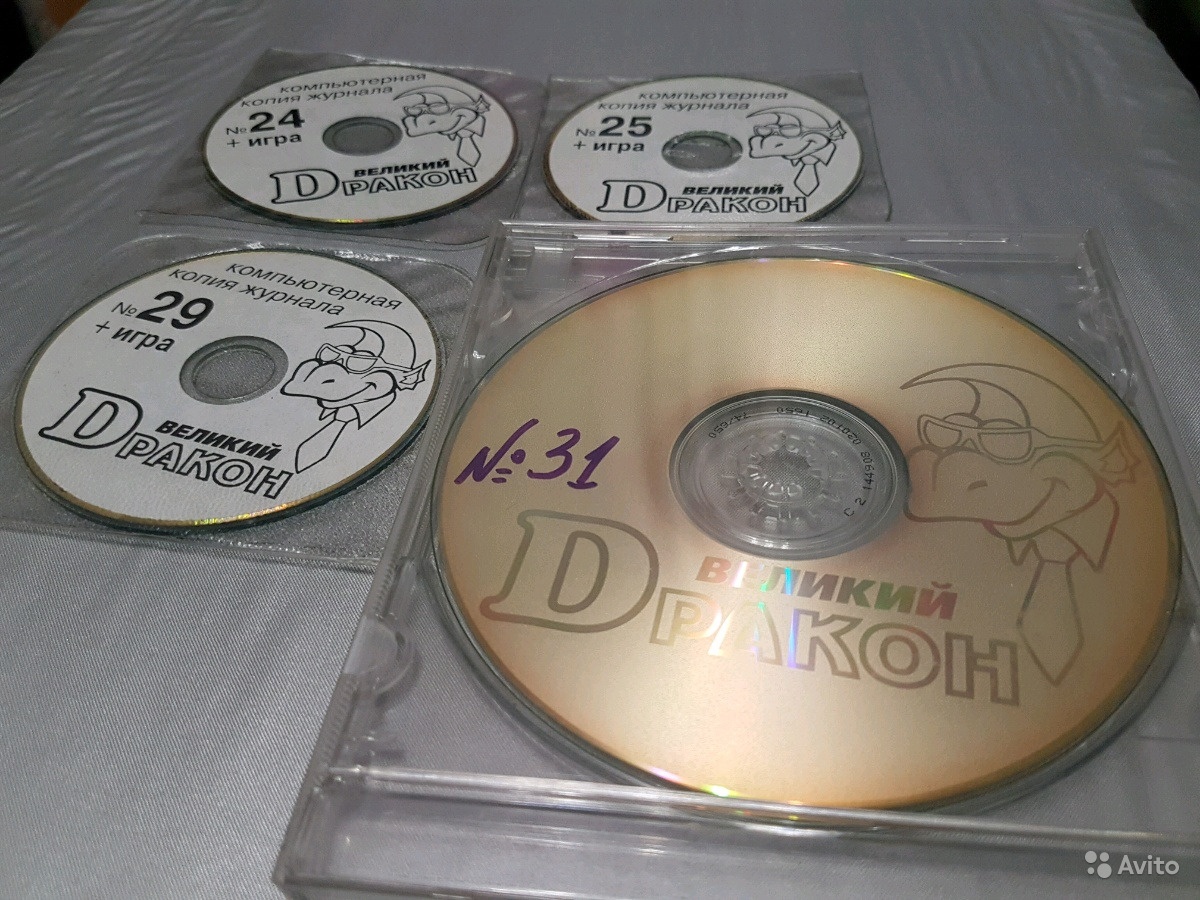 компьютерная
копия журнала
№24
+ игра
ВЕЛИКИЙ
DРАКОН
компьютерная
копия журнала
№25
+ игра
ВЕЛИКИЙ
DРАКОН
компьютерная
копия журнала
№29
+ игра
ВЕЛИКИЙ
DРАКОН
№31
ВЕЛИКИЙ
DРАКОН
Avito